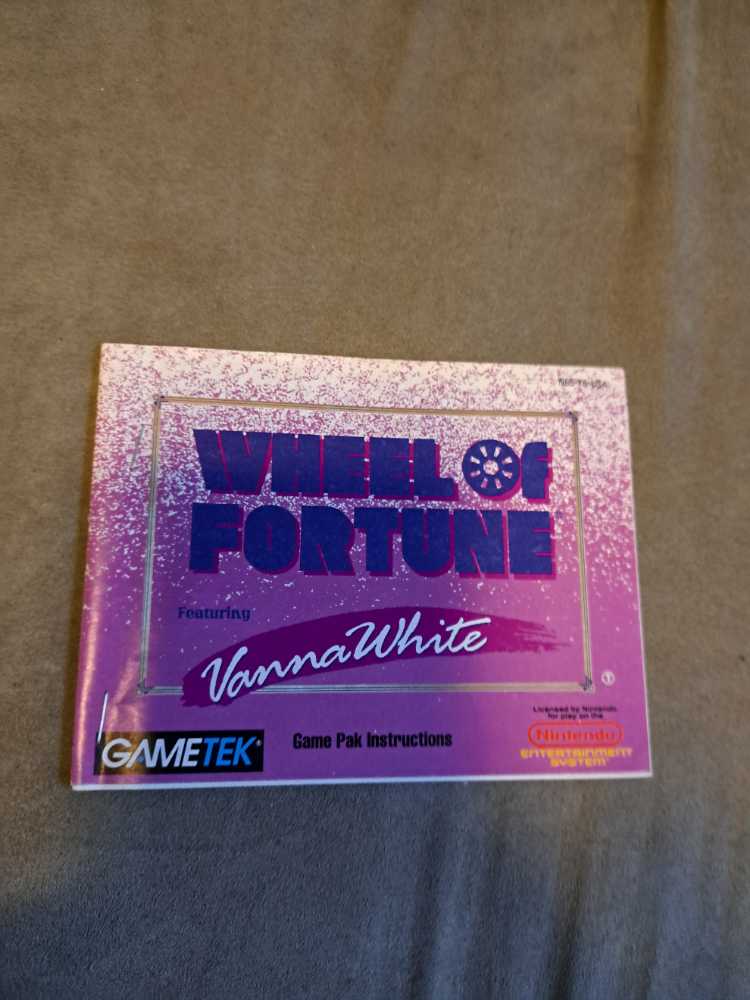 WHEEL OF
FORTUNE
Featuring
Vanna White
GAMETEK®
Game Pak Instructions
Licensed by Nintendo
for play on the
Nintendo
ENTERTAINMENT
SYSTEM